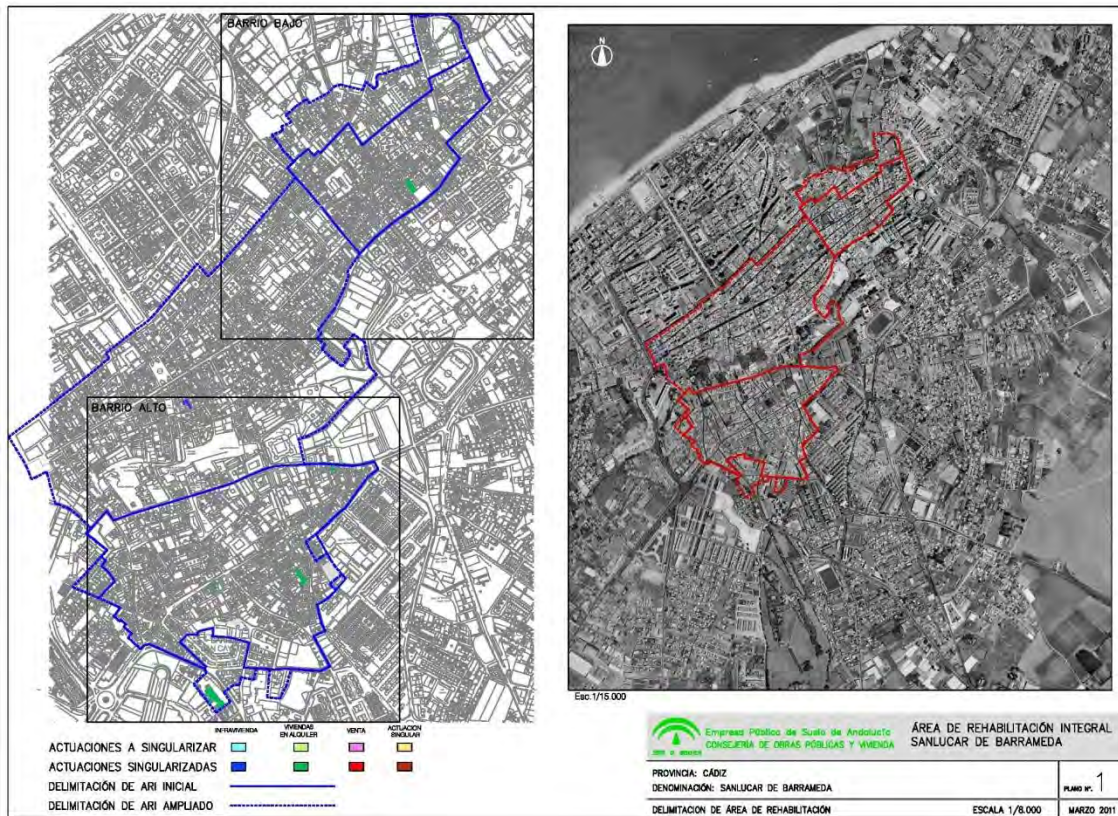 BARRIO BAJO
BARRIO ALTO
N
Esc.1/15.000
INFRAVIVIENDA
VIVIENDAS EN ALQUILER
VENTA
ACTUACION SINGULAR
ACTUACIONES A SINGULARIZAR
ACTUACIONES SINGULARIZADAS
DELIMITACIÓN DE ARI INICIAL
DELIMITACIÓN DE ARI AMPLIADO
Empresa Pública de Suelo de Andalucía
CONSEJERÍA DE OBRAS PÚBLICAS Y VIVIENDA
ÁREA DE REHABILITACIÓN INTEGRAL
SANLUCAR DE BARRAMEDA
PROVINCIA: CÁDIZ
DENOMINACIÓN: SANLUCAR DE BARRAMEDA
PLANO Nº. 1
DELIMITACION DE ÁREA DE REHABILITACIÓN
ESCALA 1/8.000
MARZO 2011